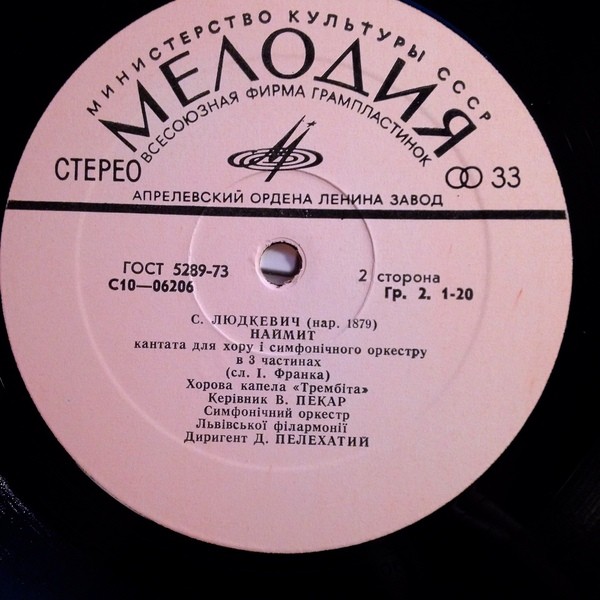 МИНИСТЕРСТВО КУЛЬТУРЫ СССР
МЕЛОДИЯ
ВСЕСОЮЗНАЯ ФИРМА ГРАМПЛАСТИНОК
СТЕРЕО
33
АПРЕЛЕВСКИЙ ОРДЕНА ЛЕНИНА ЗАВОД
ГОСТ 5289-73
2 сторона
С10—06206
Гр. 2. 1-20
С. ЛЮДКЕВИЧ (нар. 1879)
НАЙМИТ
кантата для хору і симфонічного оркестру
в 3 частинах
(сл. І. Франка)
Хорова капела «Трембіта»
Керівник В. ПЕКАР
Симфонічний оркестр
Львівської філармонії
Диригент Д. ПЕЛЕХАТИЙ